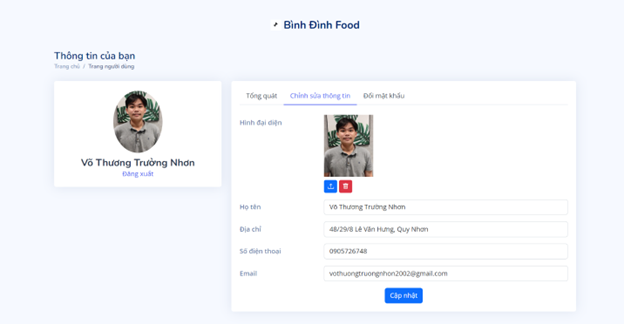 Bình Định Food
Thông tin của bạn
Trang chủ / Trang người dùng
Võ Thương Trường Nhơn
Đăng xuất
Tổng quát Chỉnh sửa thông tin Đổi mật khẩu
Hình đại diện
Họ tên Võ Thương Trường Nhơn
Địa chỉ 48/29/8 Lê Văn Hưng, Quy Nhơn
Số điện thoại 0905726748
Email vothuongtruongnhon2002@gmail.com
Cập nhật